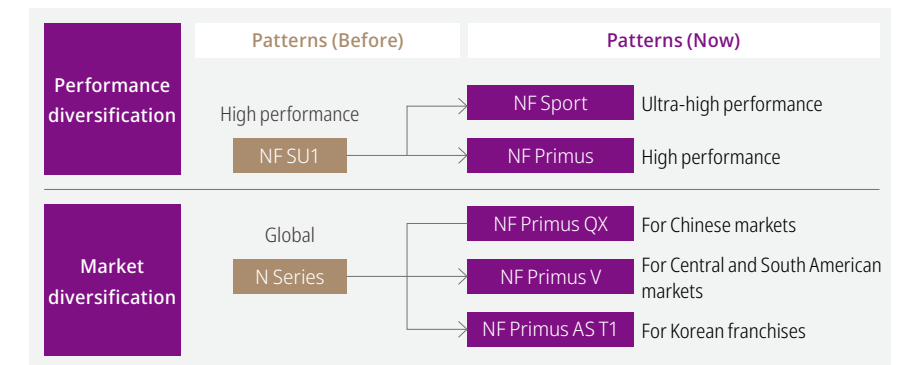 Patterns (Before)
Patterns (Now)
Performance
diversification
High performance
NF SU1
NF Sport
Ultra-high performance
NF Primus
High performance
Market
diversification
Global
N Series
NF Primus QX
For Chinese markets
NF Primus V
For Central and South American
markets
NF Primus AS T1
For Korean franchises